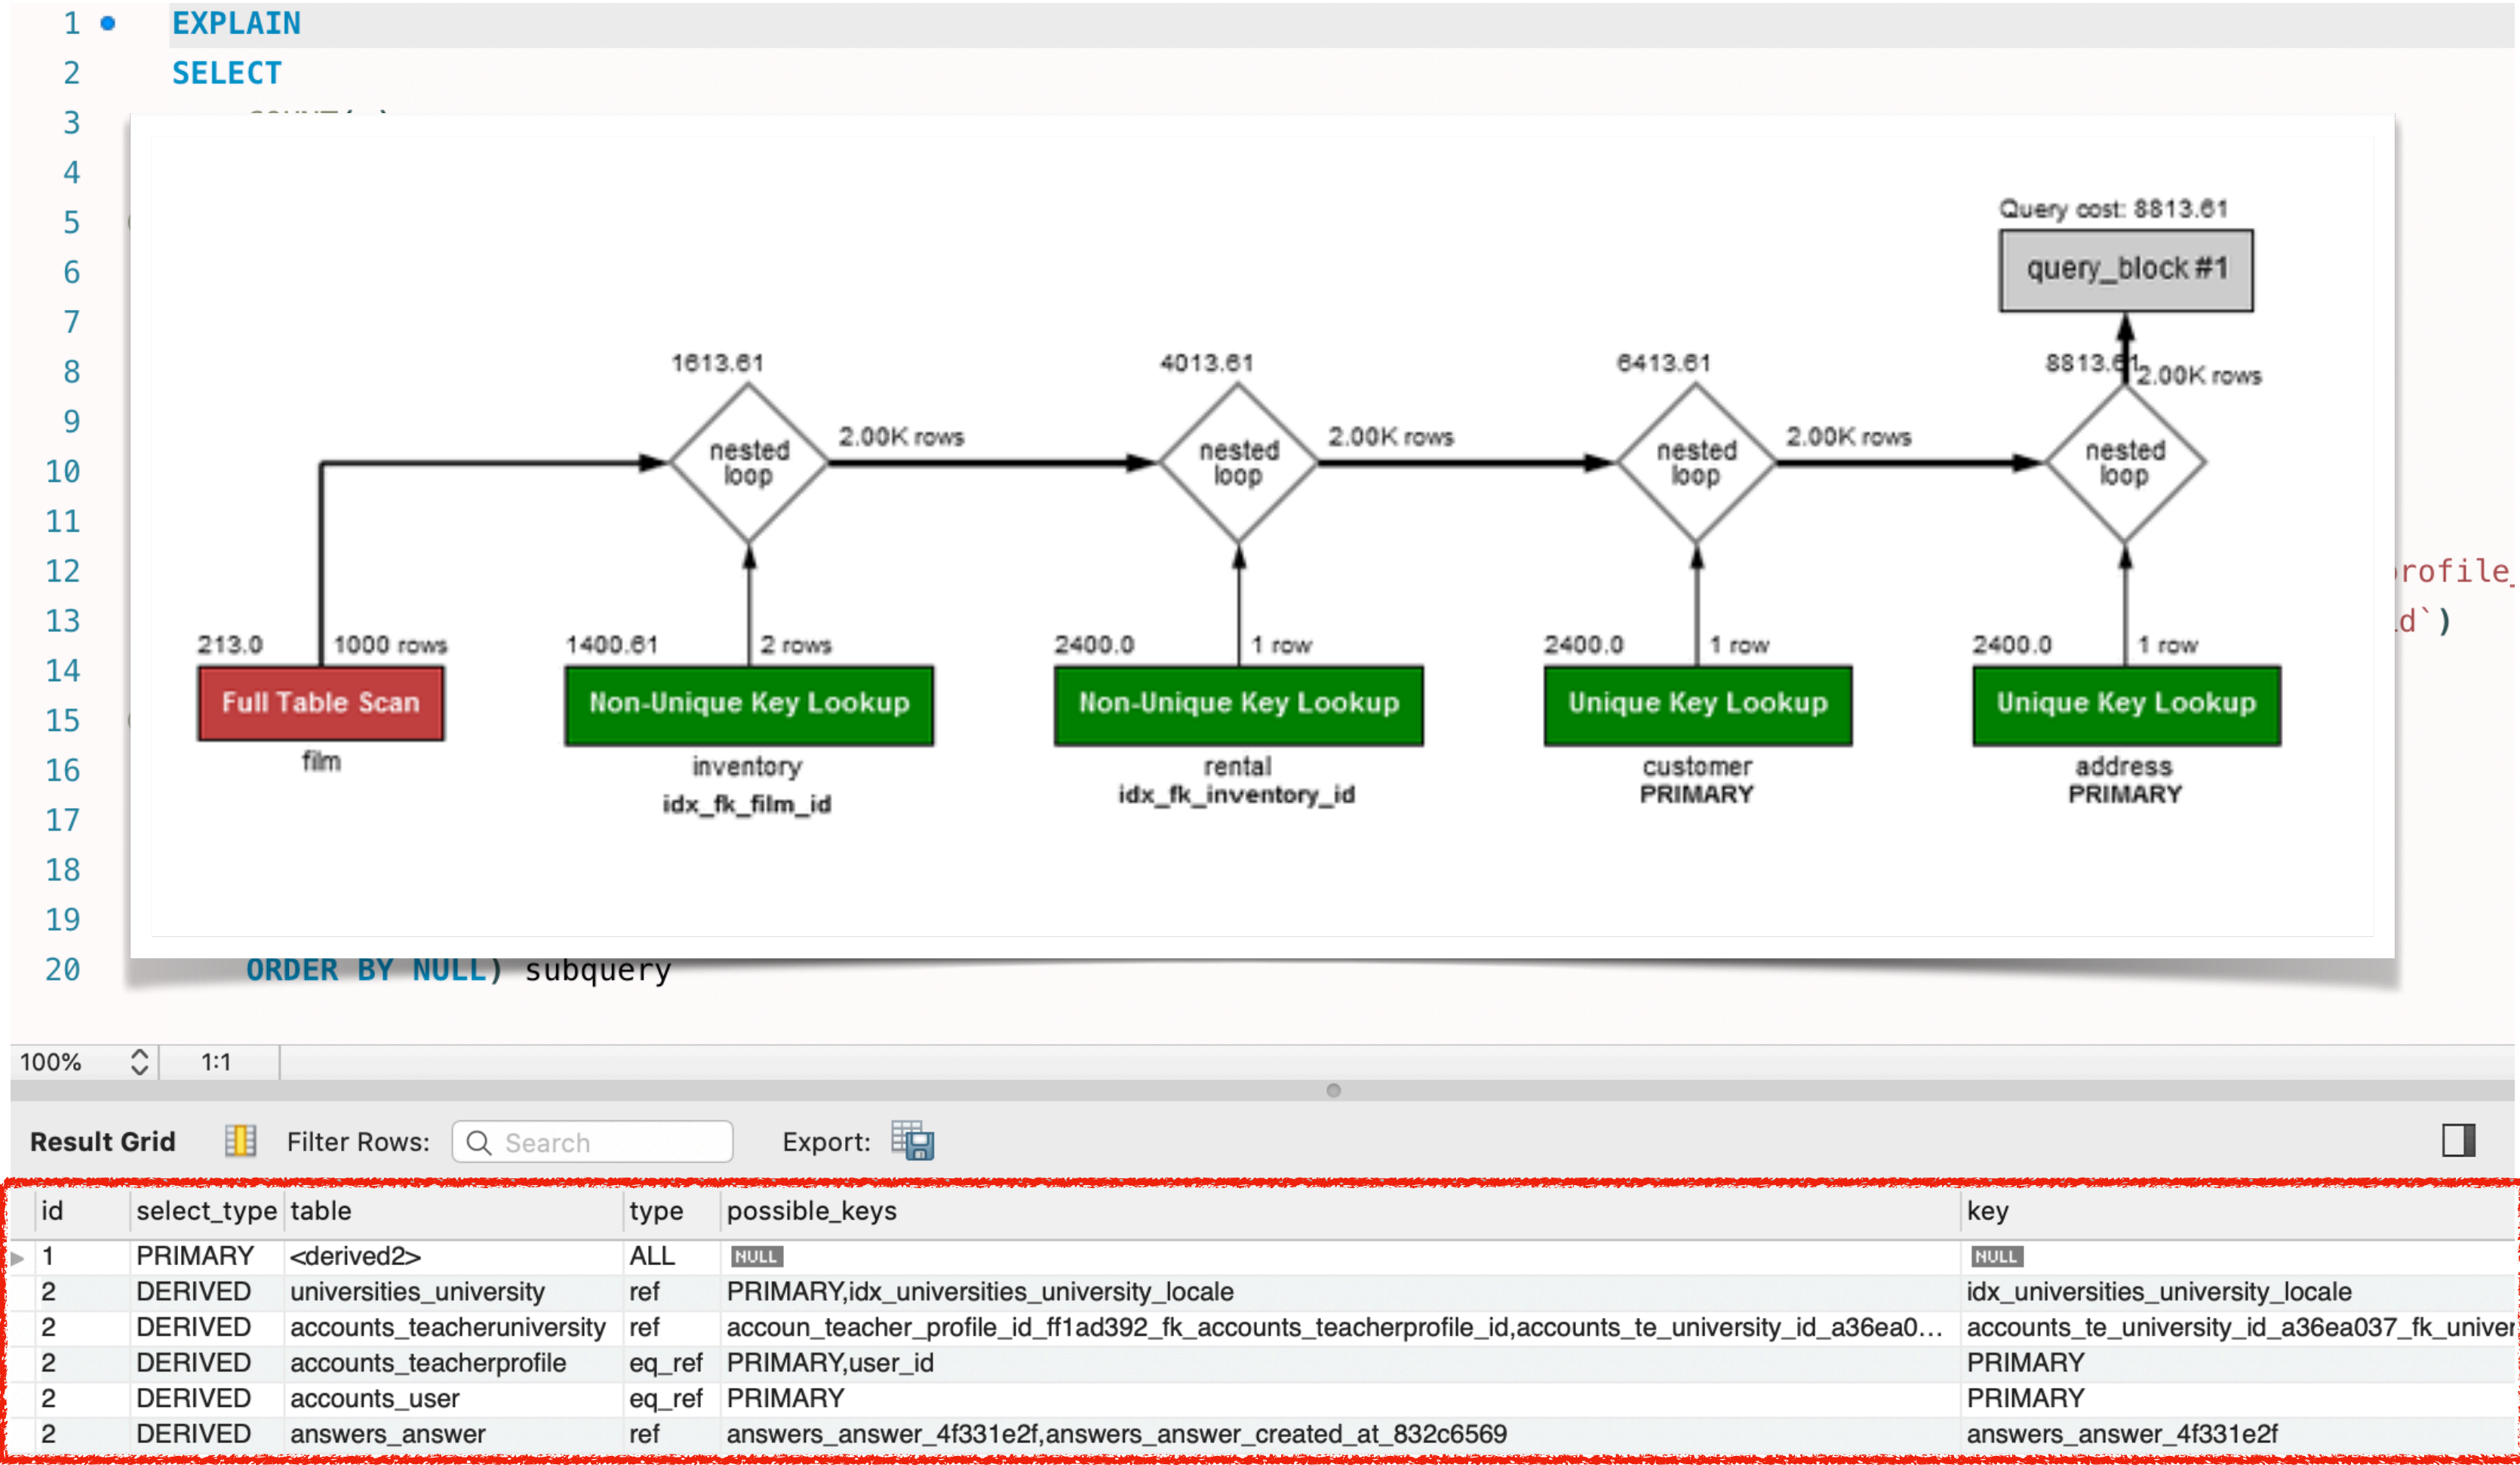 1 EXPLAIN
2 SELECT
3 COUNT(*)
4
5
6
7
8
9
10
11
12 rofile_
13 d`)
14
15
16
17
18
19
20 ORDER BY NULL) subquery
Query cost: 8813.61
query_block #1
1613.61
4013.61
6413.61
8813.61
2.00K rows
nested
loop
2.00K rows
nested
loop
2.00K rows
nested
loop
2.00K rows
nested
loop
213.0 1000 rows
1400.61 2 rows
2400.0 1 row
2400.0 1 row
2400.0 1 row
Full Table Scan
Non-Unique Key Lookup
Non-Unique Key Lookup
Unique Key Lookup
Unique Key Lookup
film
inventory
idx_fk_film_id
rental
idx_fk_inventory_id
customer
PRIMARY
address
PRIMARY
100% 1:1
Result Grid Filter Rows: Search Export:
id select_type table type possible_keys key
1 PRIMARY <derived2> ALL NULL NULL
2 DERIVED universities_university ref PRIMARY,idx_universities_university_locale idx_universities_university_locale
2 DERIVED accounts_teacheruniversity ref accoun_teacher_profile_id_ff1ad392_fk_accounts_teacherprofile_id,accounts_te_university_id_a36ea0... accounts_te_university_id_a36ea037_fk_univer
2 DERIVED accounts_teacherprofile eq_ref PRIMARY,user_id PRIMARY
2 DERIVED accounts_user eq_ref PRIMARY PRIMARY
2 DERIVED answers_answer ref answers_answer_4f331e2f,answers_answer_created_at_832c6569 answers_answer_4f331e2f